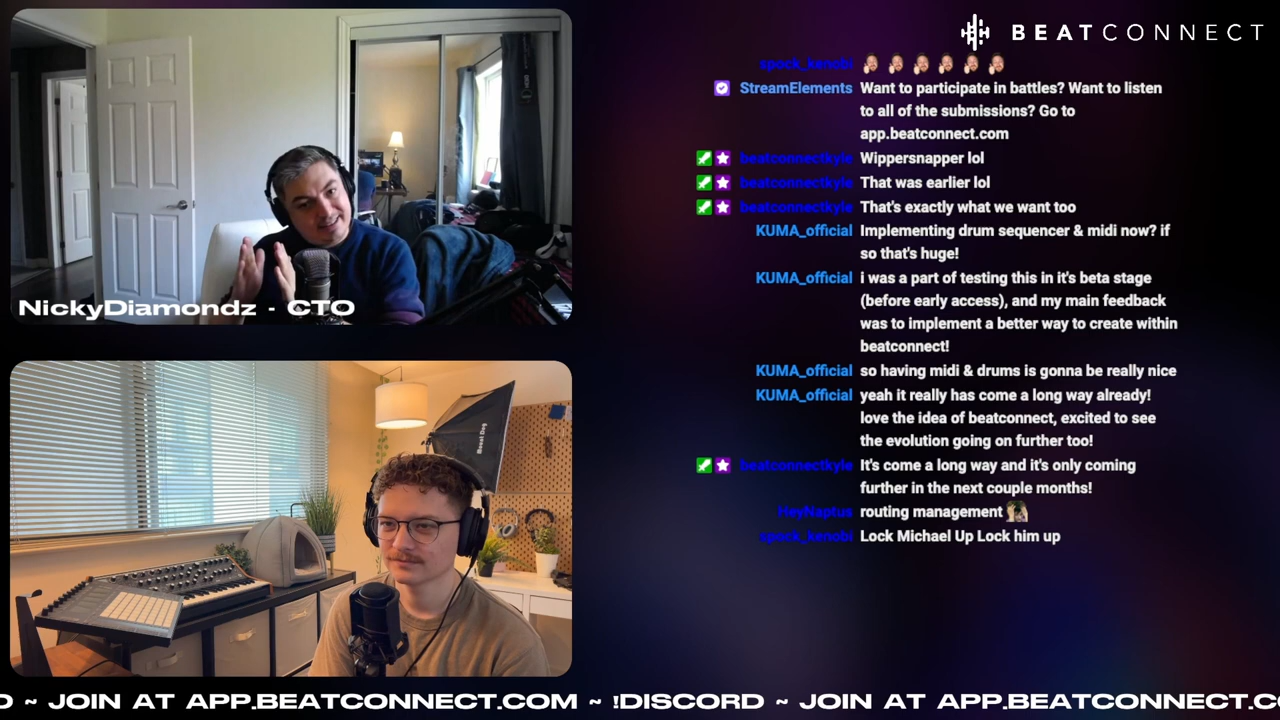 BEATCONNECT
spock_kenobi
StreamElements Want to participate in battles? Want to listen
to all of the submissions? Go to
app.beatconnect.com
beatconnectkyle Wippersnapper lol
beatconnectkyle That was earlier lol
beatconnectkyle That's exactly what we want too
KUMA_official Implementing drum sequencer & midi now? if
so that's huge!
KUMA_official i was a part of testing this in it's beta stage
(before early access), and my main feedback
was to implement a better way to create within
beatconnect!
KUMA_official so having midi & drums is gonna be really nice
KUMA_official yeah it really has come a long way already!
love the idea of beatconnect, excited to see
the evolution going on further too!
beatconnectkyle It's come a long way and it's only coming
further in the next couple months!
HeyNaptus routing management
spock_kenobi Lock Michael Up Lock him up
NickyDiamondz - CTO
D ~ JOIN AT APP.BEATCONNECT.COM ~ !DISCORD ~ JOIN AT APP.BEATCONNECT.C